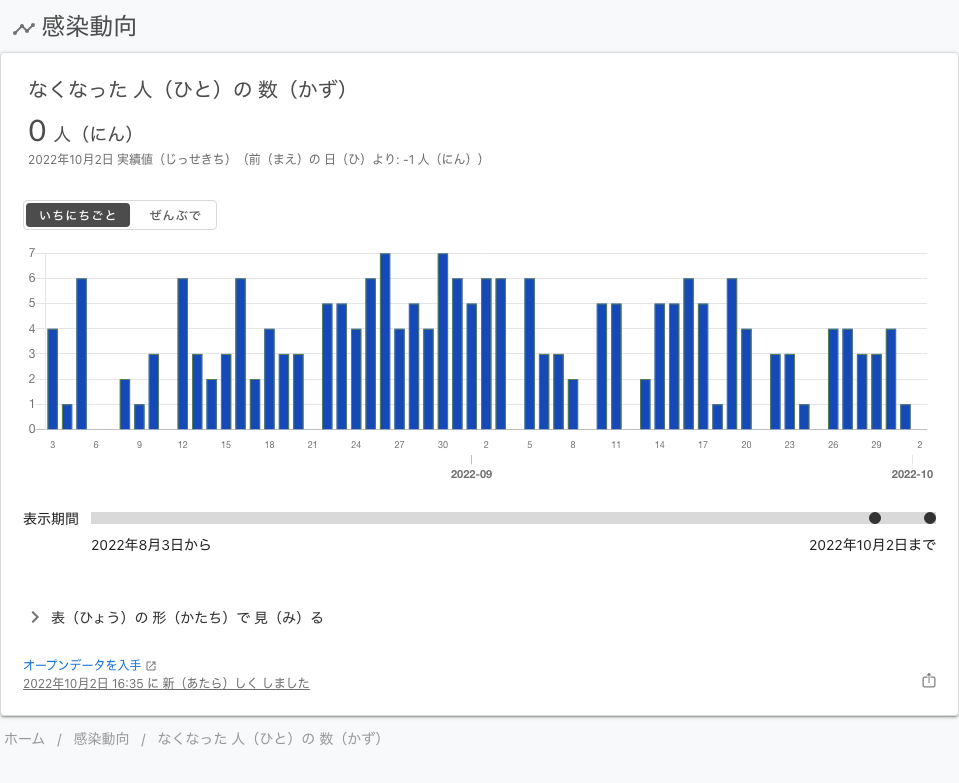 感染動向
なくなった 人（ひと）の 数（かず）
0 人（にん）
2022年10月2日 実績値（じっせきち）（前（まえ）の 日（ひ）より: -1 人（にん））
いちにちごと ぜんぶで
7
6
5
4
3
2
1
0
3 6 9 12 15 18 21 24 27 30 2 5 8 11 14 17 20 23 26 29 2
2022-09 2022-10
表示期間
2022年8月3日から 2022年10月2日まで
表（ひょう）の 形（かたち）で 見（み）る
オープンデータを入手
2022年10月2日 16:35 に 新（あたら）しく しました
ホーム / 感染動向 / なくなった 人（ひと）の 数（かず）